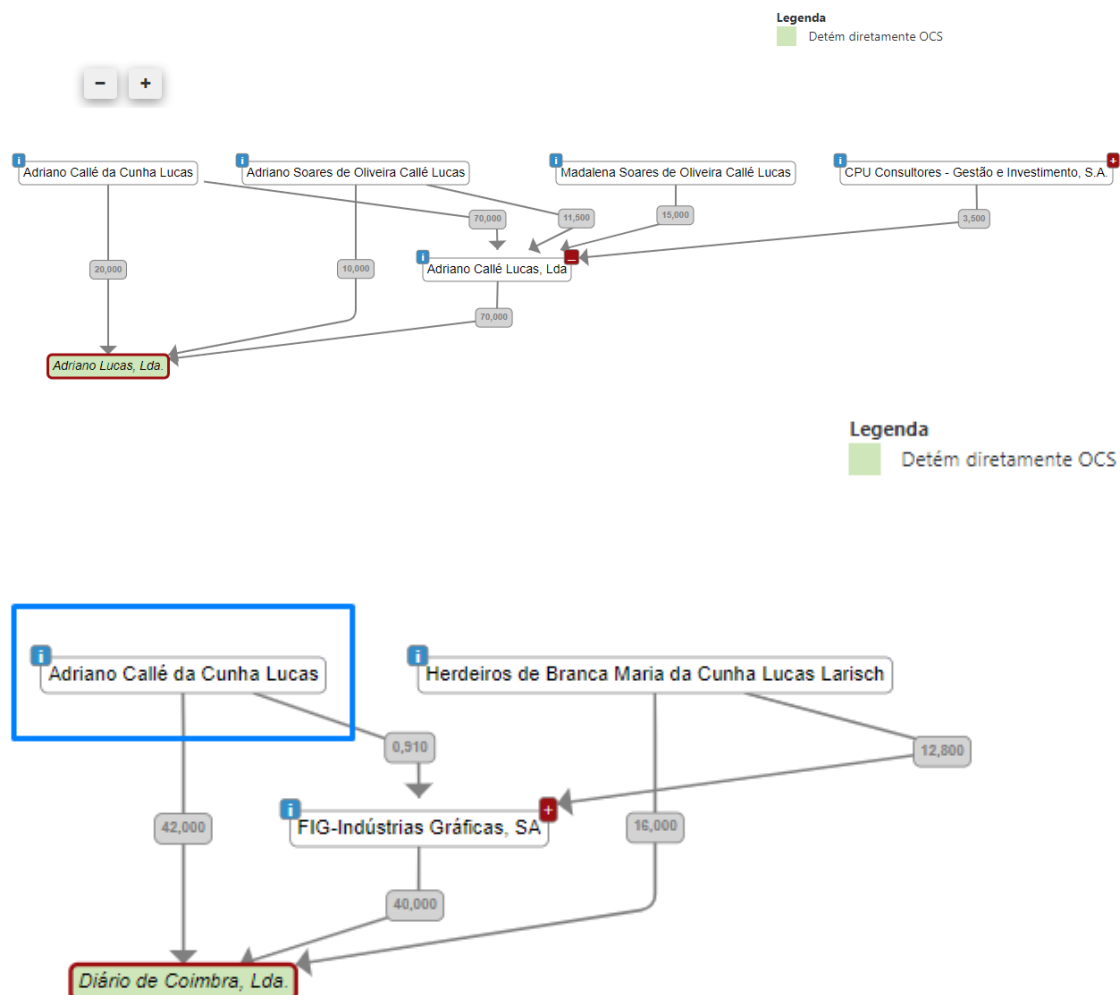 Legenda
Detém diretamente OCS
− +
i Adriano Callé da Cunha Lucas
i Adriano Soares de Oliveira Callé Lucas
i Madalena Soares de Oliveira Callé Lucas
i CPU Consultores - Gestão e Investimento, S.A. +
70,000
11,500
15,000
3,500
20,000
10,000
i Adriano Callé Lucas, Lda _
70,000
Adriano Lucas, Lda.
Legenda
Detém diretamente OCS
i Adriano Callé da Cunha Lucas
i Herdeiros de Branca Maria da Cunha Lucas Larisch
0,910
12,800
i FIG-Indústrias Gráficas, SA +
42,000
16,000
40,000
Diário de Coimbra, Lda.